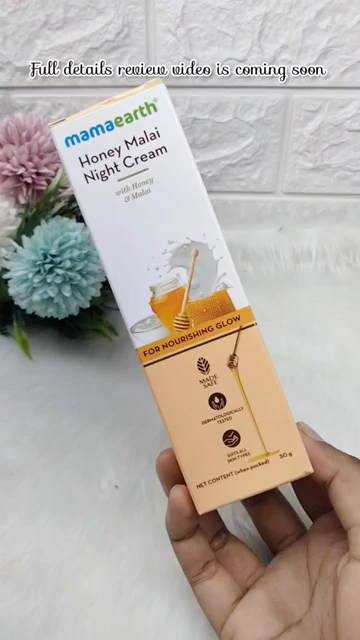 Full details review video is coming soon
mamaearth®
Honey Malai
Night Cream
with Honey
& Malai
FOR NOURISHING GLOW
MADE
SAFE
DERMATOLOGICALLY
TESTED
SUITS ALL
SKIN TYPES
NET CONTENT (when packed) 50 g